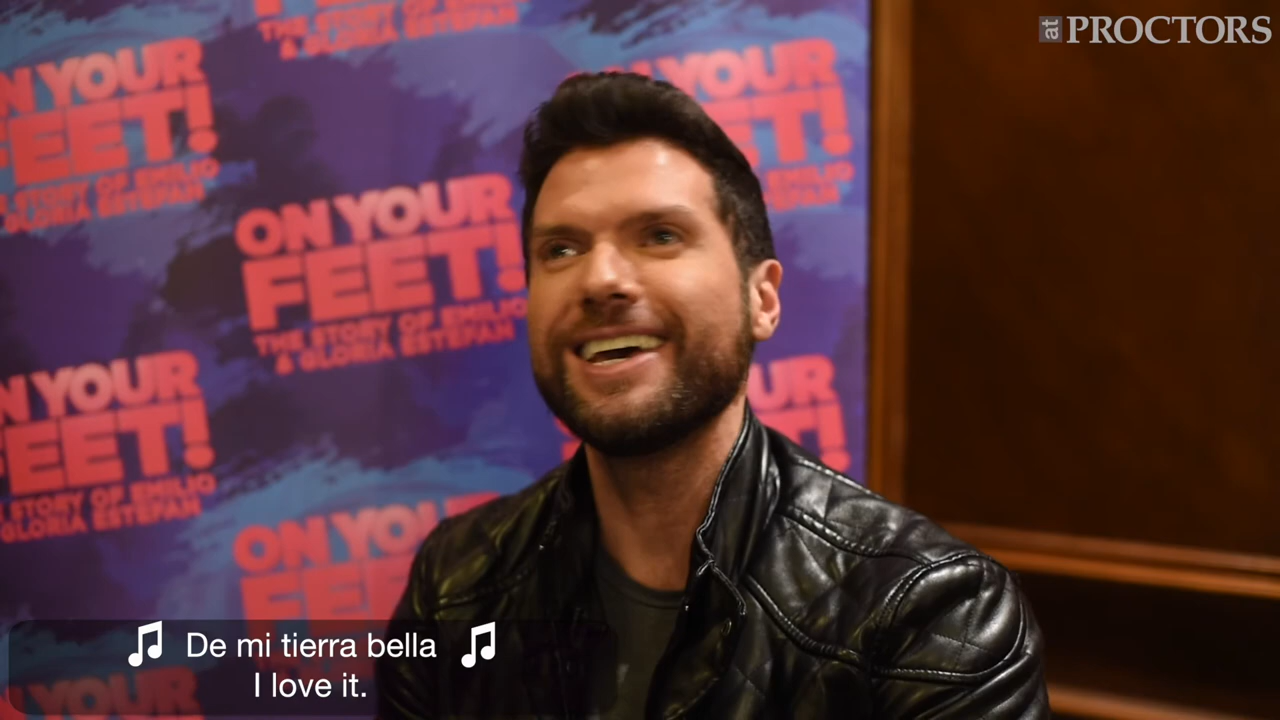 at PROCTORS
THE STORY OF EMILIO
& GLORIA ESTEFAN
ON YOUR
FEET!
THE STORY OF EMILIO
& GLORIA ESTEFAN
YOUR
EMILIO
ON YOUR
FEET!
THE STORY OF EMILIO
& GLORIA ESTEFAN
ON YOUR
FEET!
STORY OF EMILIO
GLORIA ESTEFAN
ON YOUR
FEET
♫ De mi tierra bella ♫
I love it.